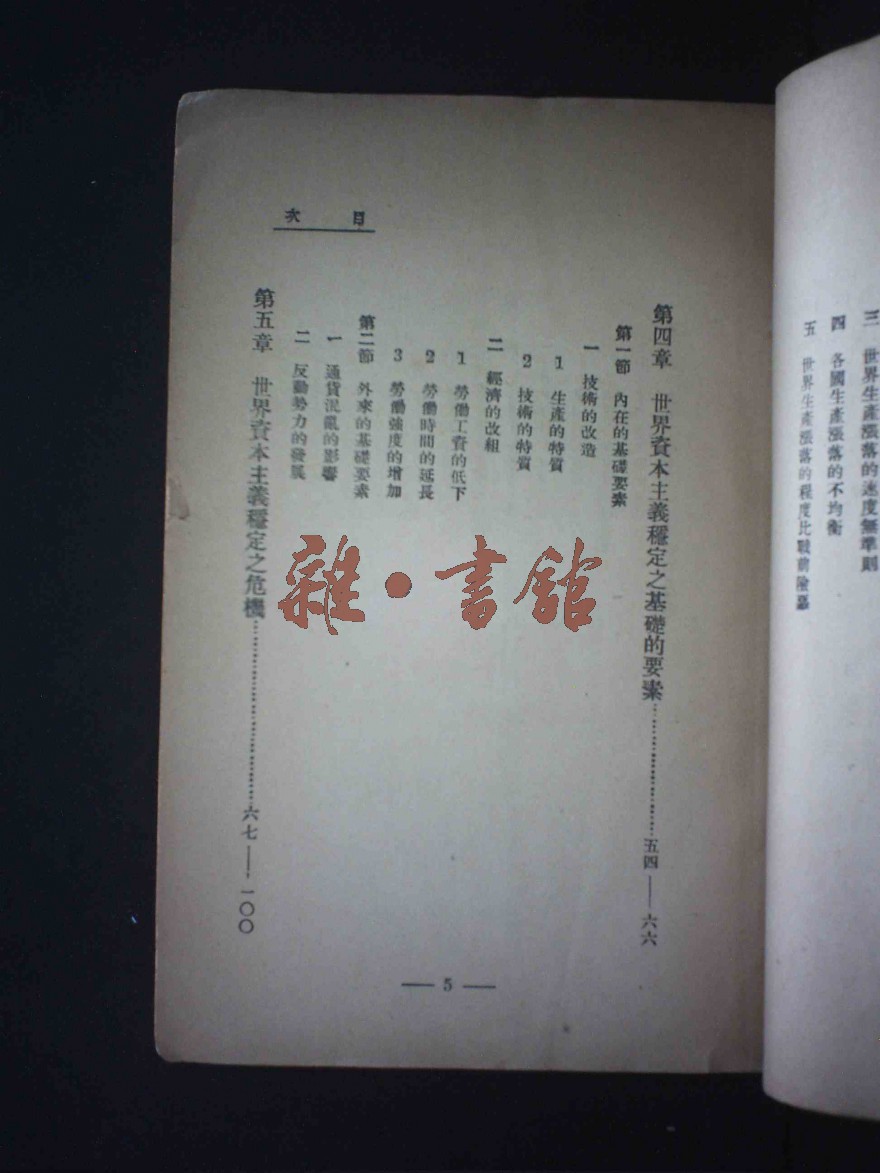 三　世界生產漲落的速度無準則
四　各國生產漲落的不均衡
五　世界生產漲落的程度比戰前險惡
目　次
第四章　世界資本主義穩定之基礎的要素……………………五四——六六
第一節　內在的基礎要素
一　技術的改造
1　生產的特質
2　技術的特質
二　經濟的改組
1　勞働工資的低下
2　勞働時間的延長
3　勞働強度的增加
第二節　外來的基礎要素
一　通貨混亂的影響
二　反動勢力的發展
第五章　世界資本主義穩定之危機……………………六七——一〇〇
— 5 —
雜·書館